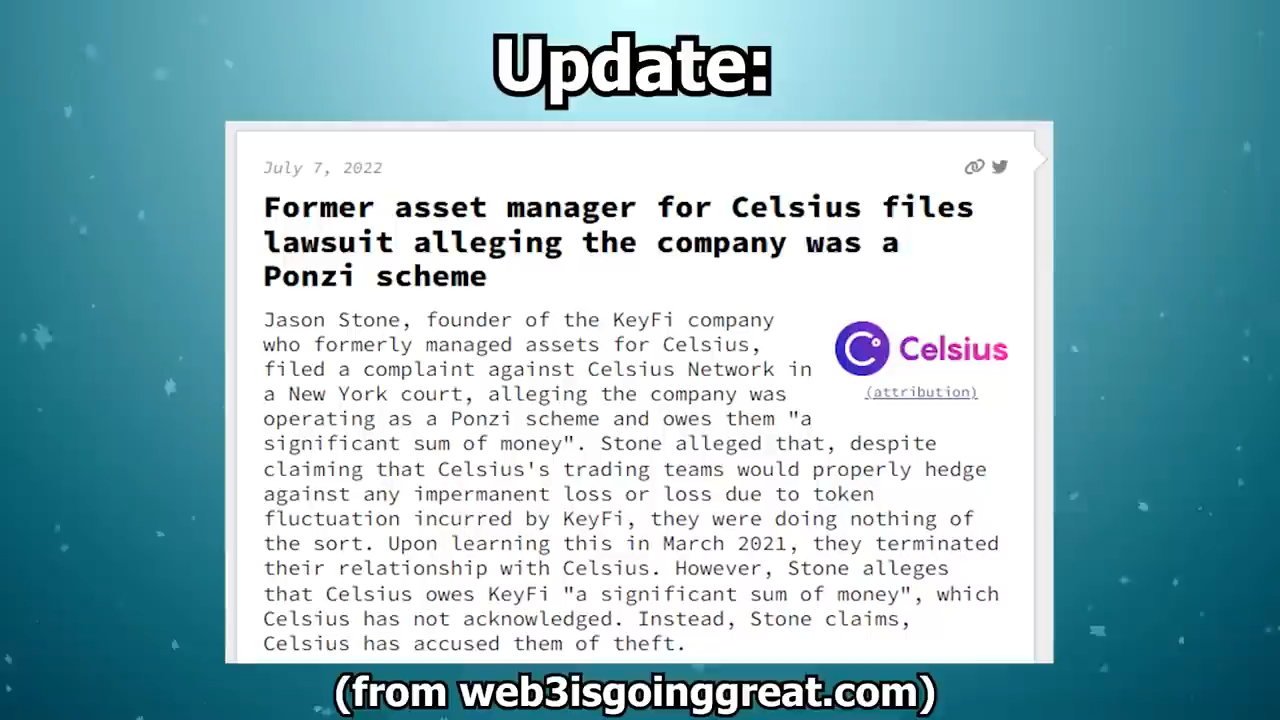 Update:
July 7, 2022
Former asset manager for Celsius files
lawsuit alleging the company was a
Ponzi scheme
Jason Stone, founder of the KeyFi company
who formerly managed assets for Celsius,
filed a complaint against Celsius Network in
a New York court, alleging the company was
operating as a Ponzi scheme and owes them "a
significant sum of money". Stone alleged that, despite
claiming that Celsius's trading teams would properly hedge
against any impermanent loss or loss due to token
fluctuation incurred by KeyFi, they were doing nothing of
the sort. Upon learning this in March 2021, they terminated
their relationship with Celsius. However, Stone alleges
that Celsius owes KeyFi "a significant sum of money", which
Celsius has not acknowledged. Instead, Stone claims,
Celsius has accused them of theft.
Celsius
(attribution)
(from web3isgoinggreat.com)